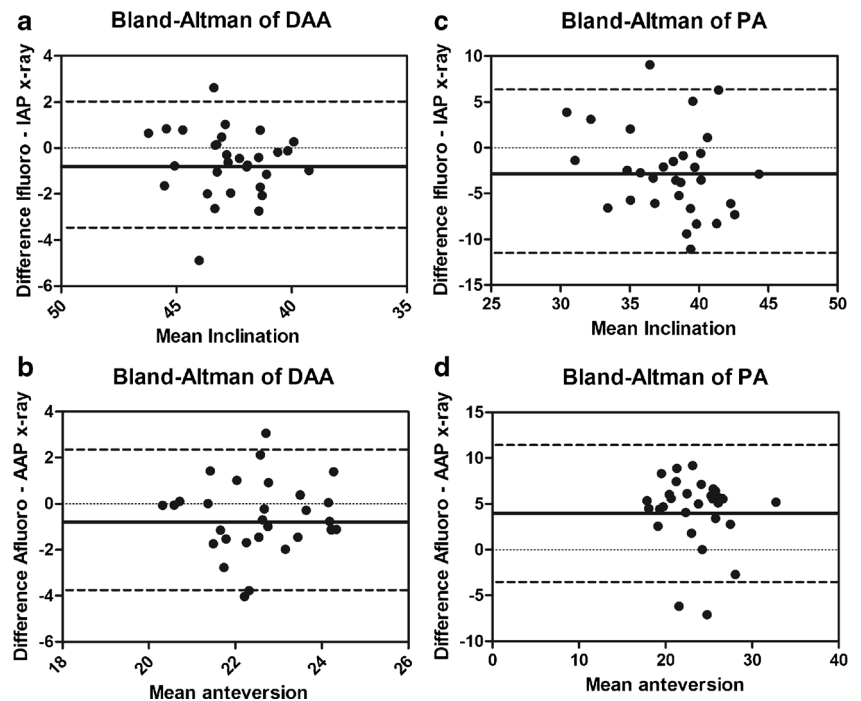 a
Bland-Altman of DAA
Difference Ifluoro - IAP x-ray
4
2
0
-2
-4
-6
50
45
40
35
Mean Inclination
c
Bland-Altman of PA
Difference Ifluoro - IAP x-ray
10
5
0
-5
-10
-15
25
30
35
40
45
50
Mean Inclination
b
Bland-Altman of DAA
Difference Afluoro - AAP x-ray
4
2
0
-2
-4
-6
18
20
22
24
26
Mean anteversion
d
Bland-Altman of PA
Difference Afluoro - AAP x-ray
15
10
5
0
-5
-10
0
10
20
30
40
Mean anteversion